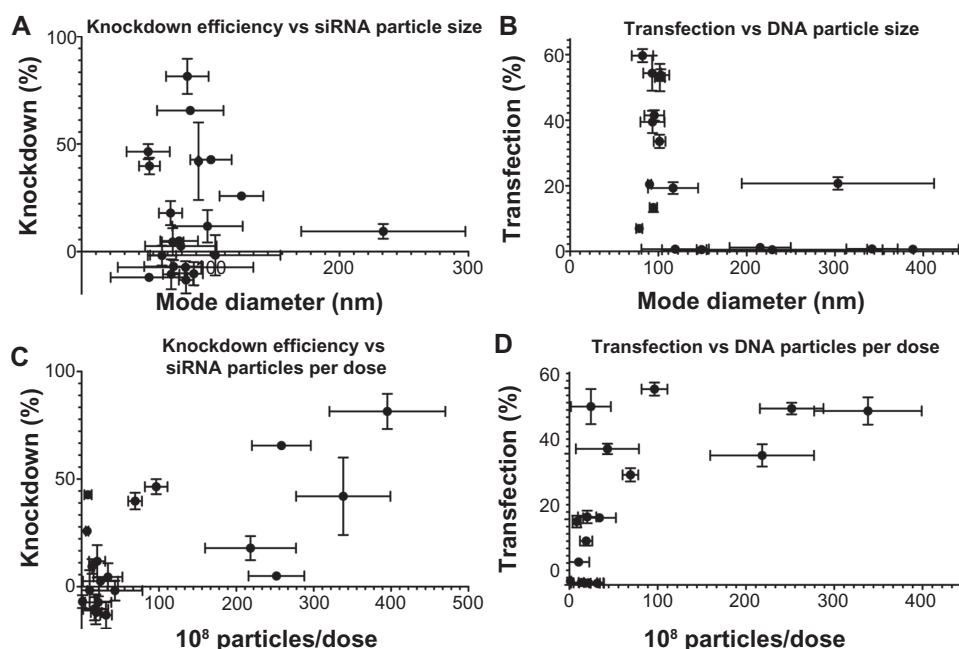 A
Knockdown efficiency vs siRNA particle size
100
50
0
Knockdown (%)
100
200
300
Mode diameter (nm)
B
Transfection vs DNA particle size
60
40
20
0
Transfection (%)
0
100
200
300
400
Mode diameter (nm)
C
Knockdown efficiency vs
siRNA particles per dose
100
50
0
Knockdown (%)
100
200
300
400
500
10⁸ particles/dose
D
Transfection vs DNA particles per dose
60
40
20
0
Transfection (%)
0
100
200
300
400
10⁸ particles/dose